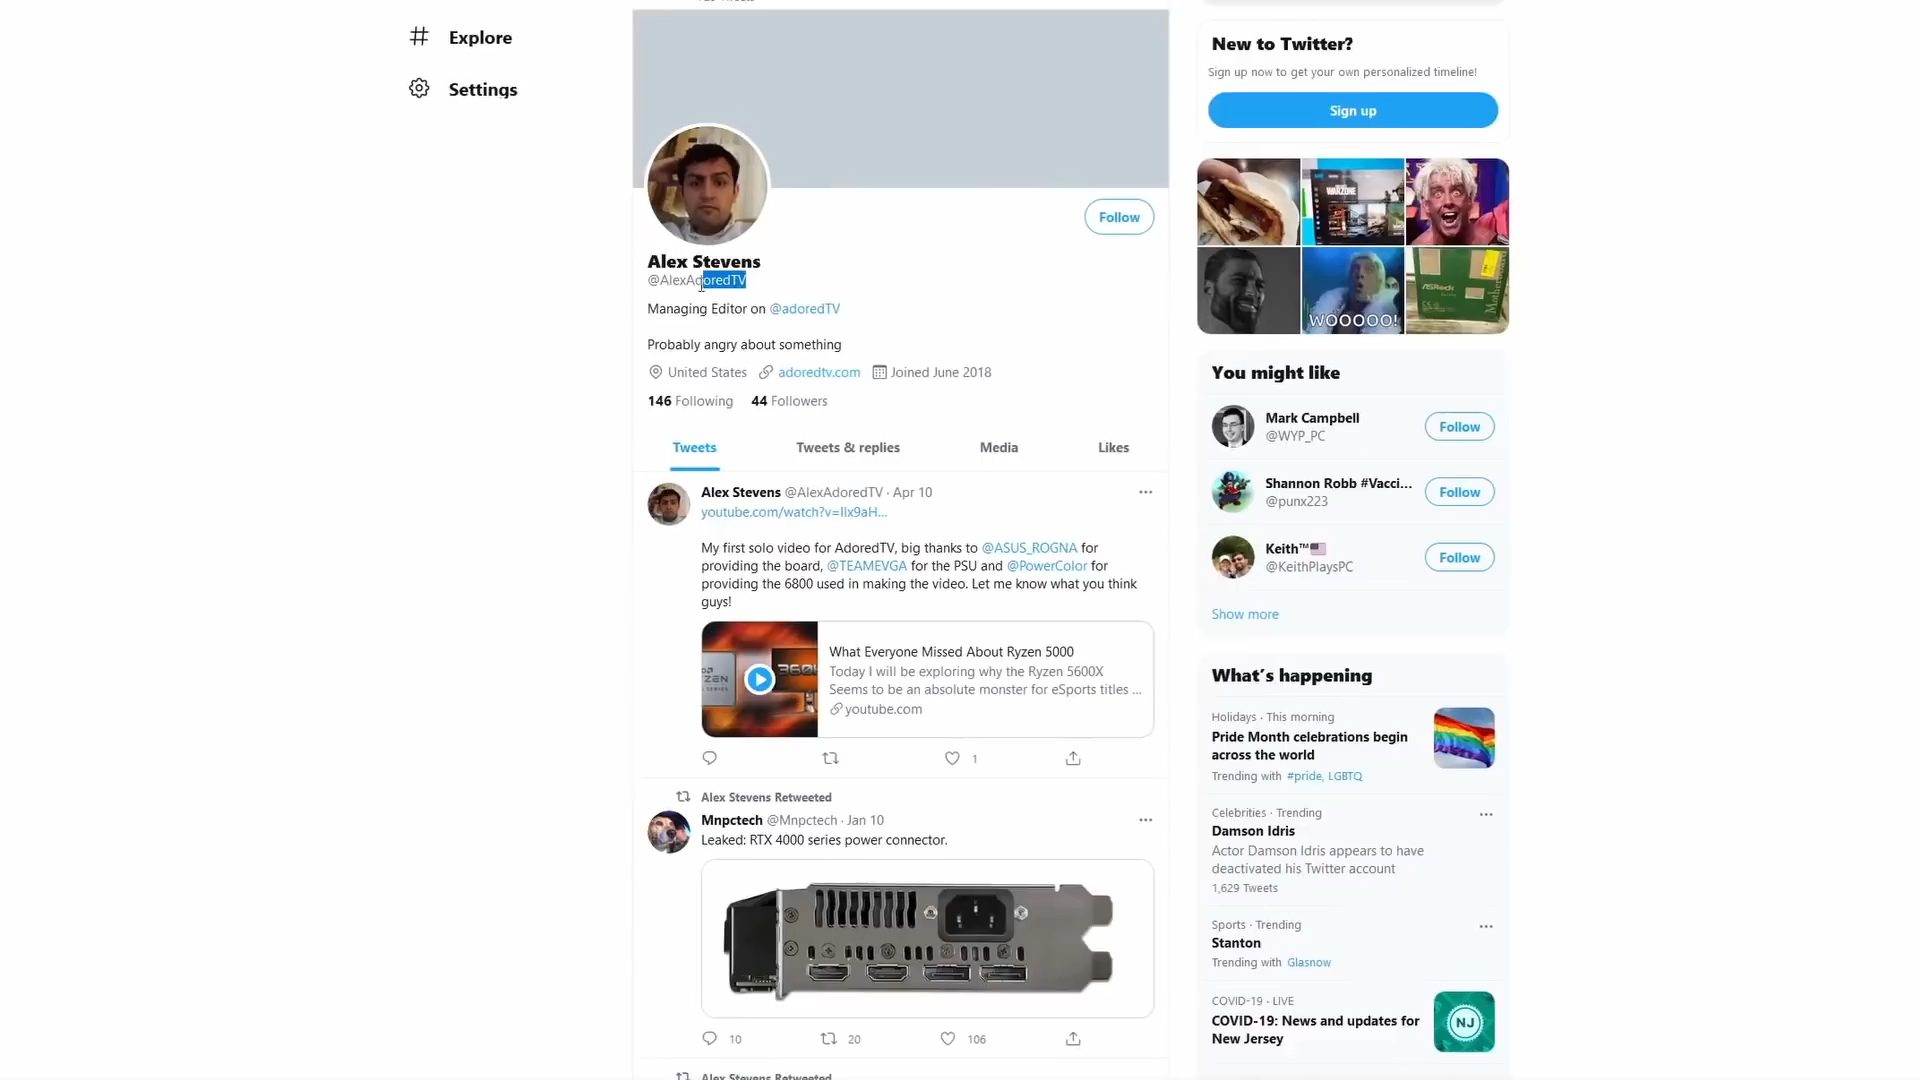 Explore
Settings
Alex Stevens
@AlexAdoredTV
Managing Editor on @adoredTV
Probably angry about something
United States adoredtv.com Joined June 2018
146 Following 44 Followers
Follow
Tweets Tweets & replies Media Likes
Alex Stevens @AlexAdoredTV · Apr 10
youtube.com/watch?v=Ilx9aH...
My first solo video for AdoredTV, big thanks to @ASUS_ROGNA for
providing the board, @TEAMEVGA for the PSU and @PowerColor for
providing the 6800 used in making the video. Let me know what you think
guys!
What Everyone Missed About Ryzen 5000
Today I will be exploring why the Ryzen 5600X
Seems to be an absolute monster for eSports titles ...
youtube.com
1
Alex Stevens Retweeted
Mnpctech @Mnpctech · Jan 10
Leaked: RTX 4000 series power connector.
10 20 106
Alex Stevens Retweeted
New to Twitter?
Sign up now to get your own personalized timeline!
Sign up
WARZONE
WOOOOO!
ASRock
You might like
Mark Campbell
@WYP_PC
Follow
Shannon Robb #Vacci...
@punx223
Follow
Keith™
@KeithPlaysPC
Follow
Show more
What's happening
Holidays · This morning
Pride Month celebrations begin
across the world
Trending with #pride, LGBTQ
Celebrities · Trending
Damson Idris
Actor Damson Idris appears to have
deactivated his Twitter account
1,629 Tweets
Sports · Trending
Stanton
Trending with Glasnow
COVID-19 · LIVE
COVID-19: News and updates for
New Jersey
NJ